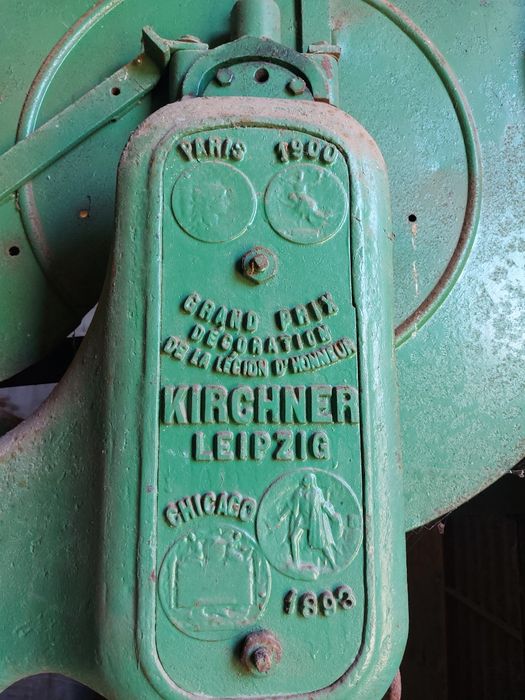 PARIS 1900
GRAND PRIX
DÉCORATION
DE LA LÉGION D'HONNEUR
KIRCHNER
LEIPZIG
CHICAGO
1893